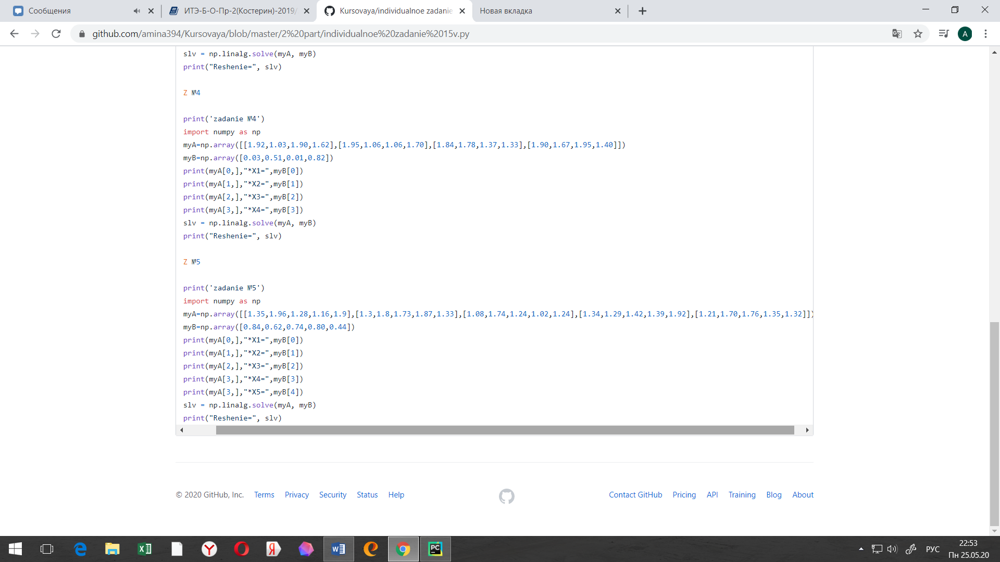 Сообщения
ИТЭ-Б-О-Пр-2(Костерин)-2019/
Kursovaya/individualnoe zadanie
Новая вкладка
github.com/amina394/Kursovaya/blob/master/2%20part/individualnoe%20zadanie%2015v.py
A
slv = np.linalg.solve(myA, myB)
print("Reshenie=", slv)
Z №4
print('zadanie №4')
import numpy as np
myA=np.array([[1.92,1.03,1.90,1.62],[1.95,1.06,1.06,1.70],[1.84,1.78,1.37,1.33],[1.90,1.67,1.95,1.40]])
myB=np.array([0.03,0.51,0.01,0.82])
print(myA[0,],"*X1=",myB[0])
print(myA[1,],"*X2=",myB[1])
print(myA[2,],"*X3=",myB[2])
print(myA[3,],"*X4=",myB[3])
slv = np.linalg.solve(myA, myB)
print("Reshenie=", slv)
Z №5
print('zadanie №5')
import numpy as np
myA=np.array([[1.35,1.96,1.28,1.16,1.9],[1.3,1.8,1.73,1.87,1.33],[1.08,1.74,1.24,1.02,1.24],[1.34,1.29,1.42,1.39,1.92],[1.21,1.70,1.76,1.35,1.32]])
myB=np.array([0.84,0.62,0.74,0.80,0.44])
print(myA[0,],"*X1=",myB[0])
print(myA[1,],"*X2=",myB[1])
print(myA[2,],"*X3=",myB[2])
print(myA[3,],"*X4=",myB[3])
print(myA[3,],"*X5=",myB[4])
slv = np.linalg.solve(myA, myB)
print("Reshenie=", slv)
© 2020 GitHub, Inc. Terms Privacy Security Status Help Contact GitHub Pricing API Training Blog About
РУС
22:53
Пн 25.05.20